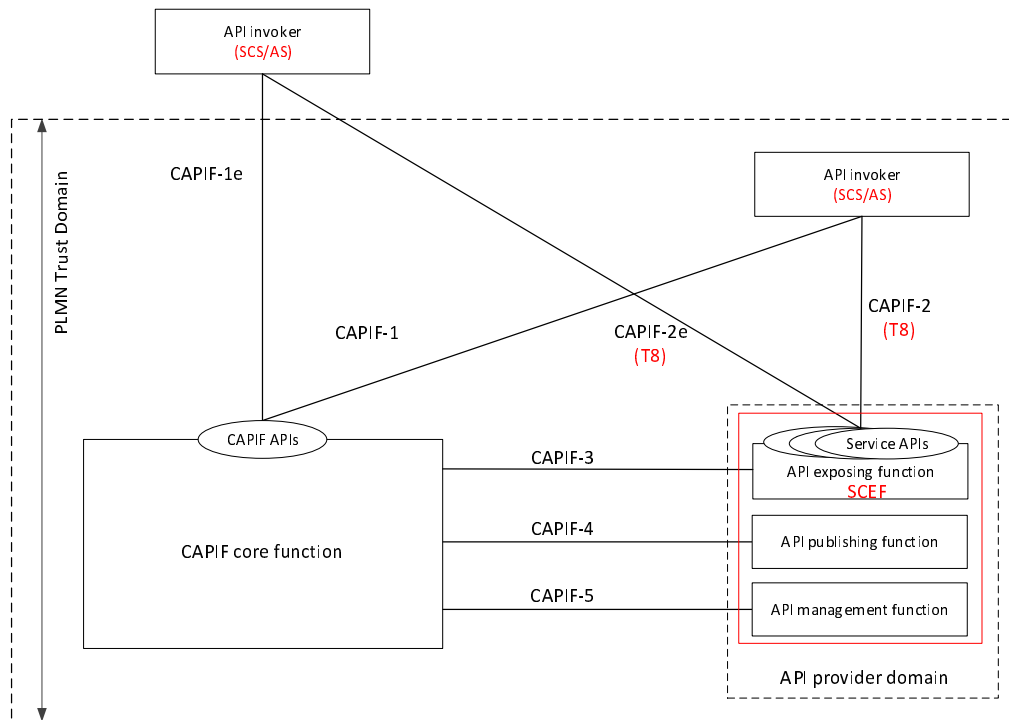 API invoker
(SCS/AS)
CAPIF-1e
API invoker
(SCS/AS)
PLMN Trust Domain
CAPIF-1
CAPIF-2e
(T8)
CAPIF-2
(T8)
CAPIF APIs
Service APIs
CAPIF-3
API exposing function
SCEF
CAPIF-4
API publishing function
CAPIF core function
CAPIF-5
API management function
API provider domain